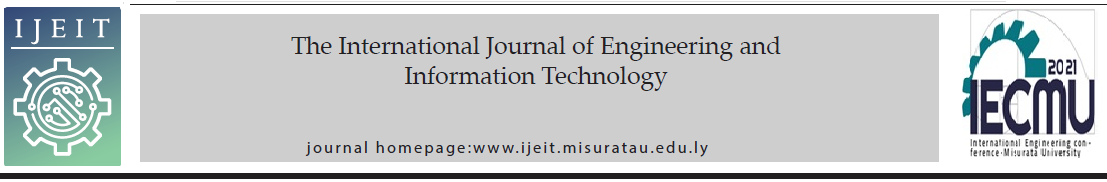 IJEIT
The International Journal of Engineering and
Information Technology
journal homepage:www.ijeit.misuratau.edu.ly
2021
IECMU
International Engineering con-
ference-Misurata University